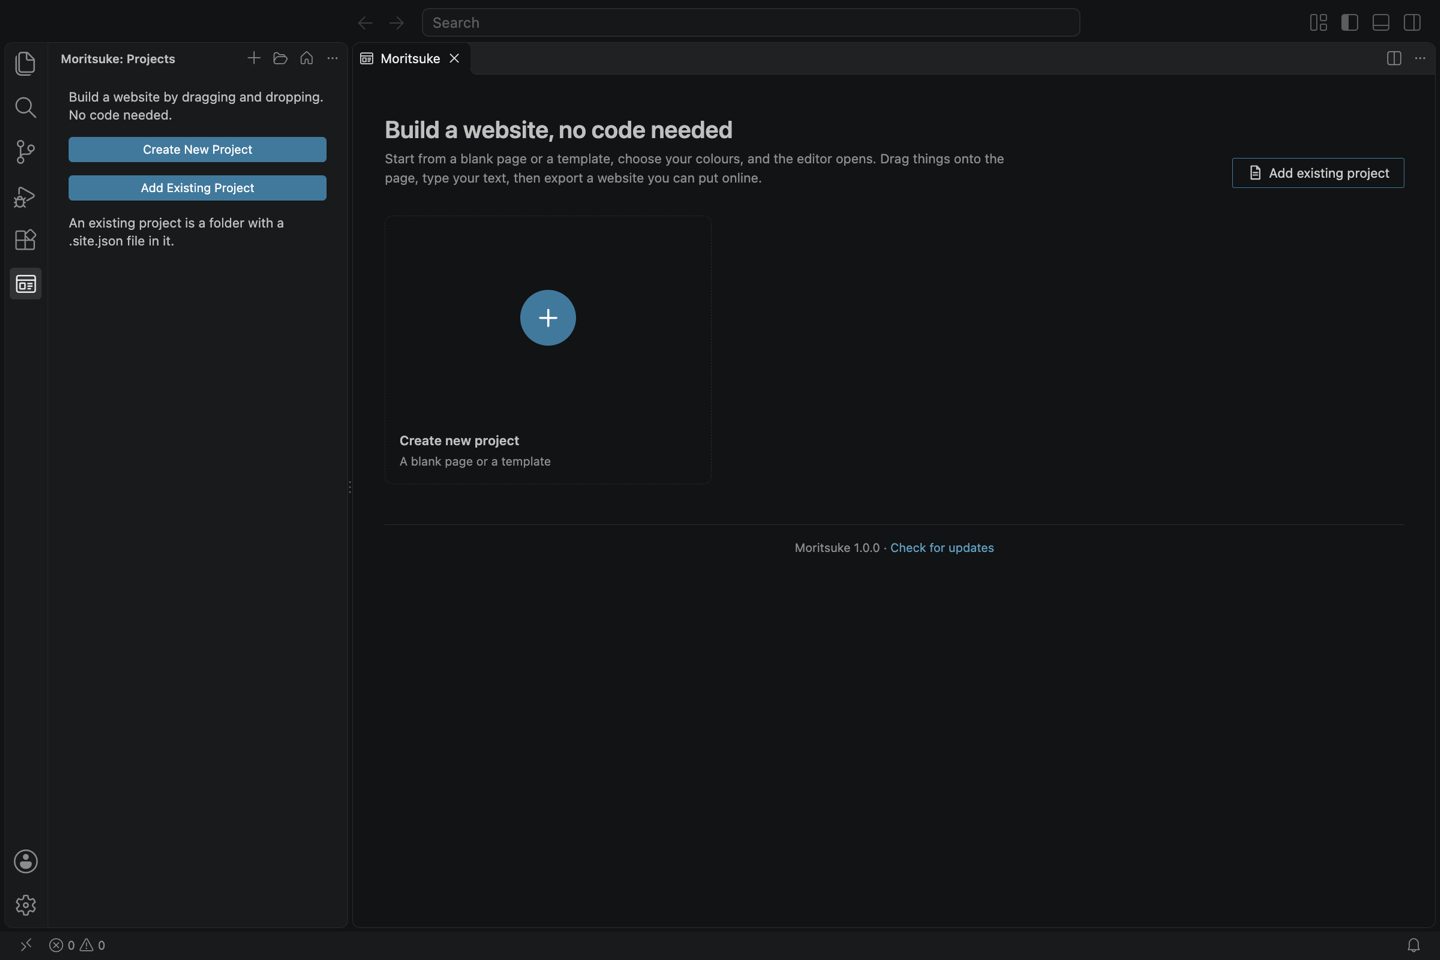 Search
Moritsuke: Projects
Build a website by dragging and dropping.
No code needed.
Create New Project
Add Existing Project
An existing project is a folder with a
.site.json file in it.
Moritsuke
Build a website, no code needed
Start from a blank page or a template, choose your colours, and the editor opens. Drag things onto the
page, type your text, then export a website you can put online.
Add existing project
Create new project
A blank page or a template
Moritsuke 1.0.0 · Check for updates
0 0